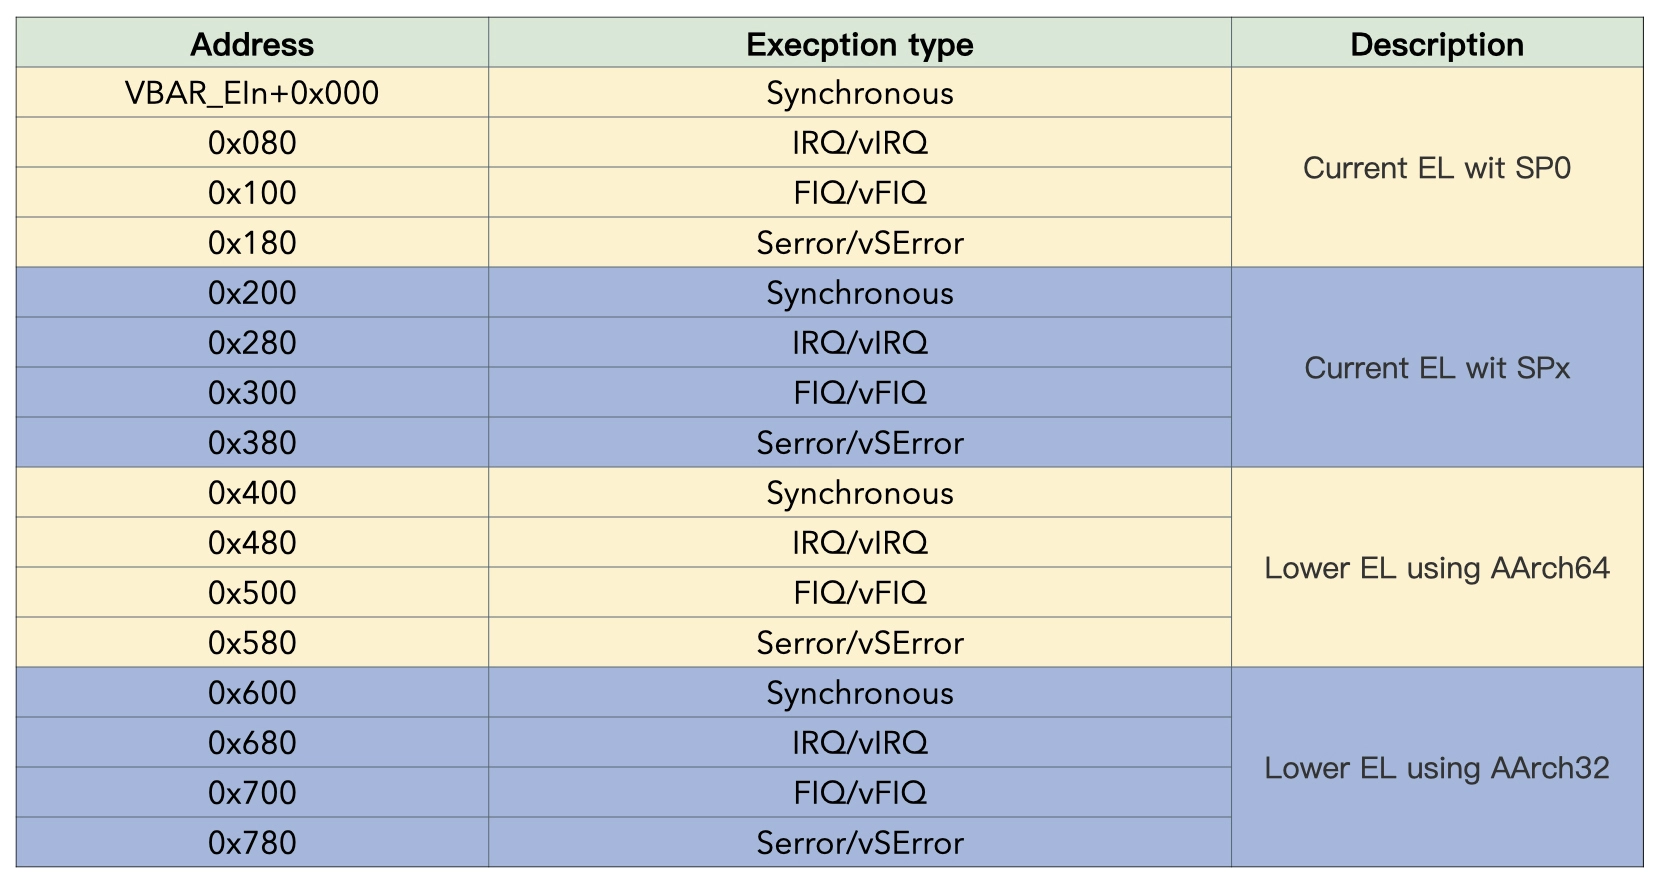 Address Execption type Description
VBAR_EIn+0x000 Synchronous
0x080 IRQ/vIRQ
Current EL wit SP0
0x100 FIQ/vFIQ
0x180 Serror/vSError
0x200 Synchronous
0x280 IRQ/vIRQ
Current EL wit SPx
0x300 FIQ/vFIQ
0x380 Serror/vSError
0x400 Synchronous
0x480 IRQ/vIRQ
Lower EL using AArch64
0x500 FIQ/vFIQ
0x580 Serror/vSError
0x600 Synchronous
0x680 IRQ/vIRQ
Lower EL using AArch32
0x700 FIQ/vFIQ
0x780 Serror/vSError